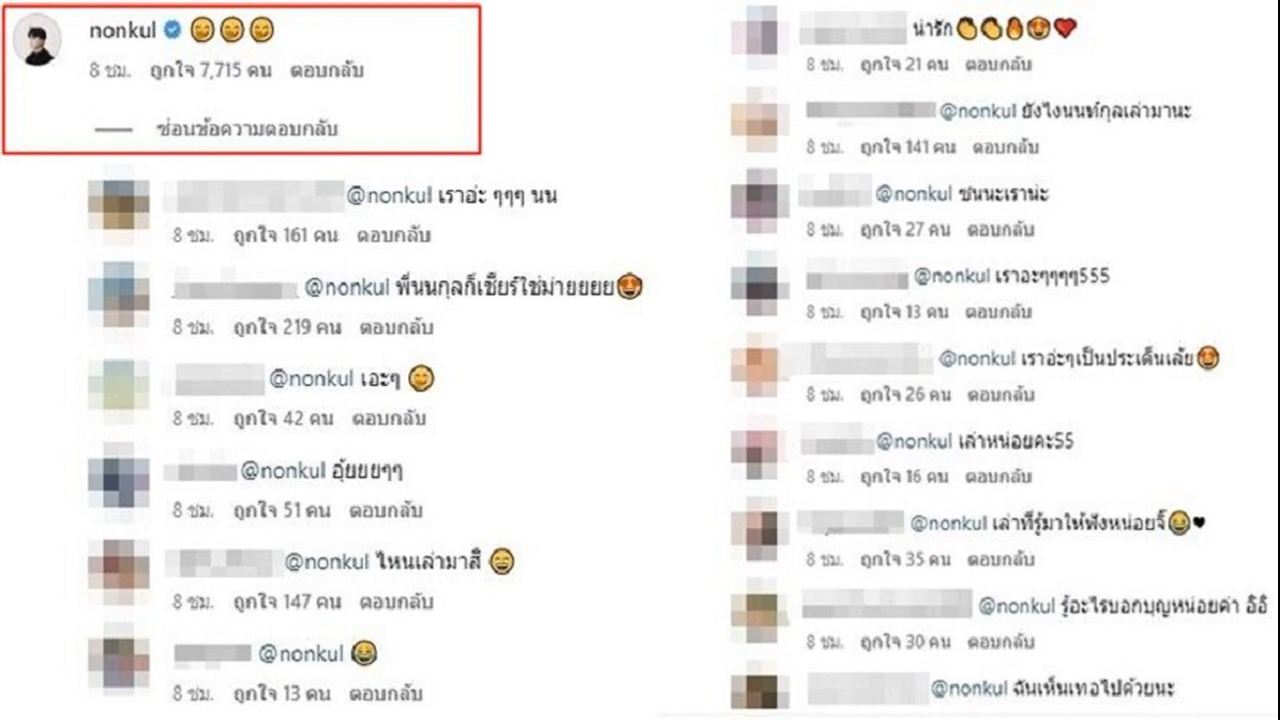 nonkul 😊😊😊
8 ชม. ถูกใจ 7,715 คน ตอบกลับ
ซ่อนข้อความตอบกลับ
@nonkul เราอ่ะ ๆๆๆ นน
8 ชม. ถูกใจ 161 คน ตอบกลับ
@nonkul พี่นนกุลก็เชียร์ใช่ม่ายยยย🤩
8 ชม. ถูกใจ 219 คน ตอบกลับ
@nonkul เอะๆ 🤭
8 ชม. ถูกใจ 42 คน ตอบกลับ
@nonkul อุ้ยยยๆๆ
8 ชม. ถูกใจ 51 คน ตอบกลับ
@nonkul ไหนเล่ามาสิ๊ 😄
8 ชม. ถูกใจ 147 คน ตอบกลับ
@nonkul 😂
8 ชม. ถูกใจ 13 คน ตอบกลับ
น่ารัก👏👏🔥😍❤️
8 ชม. ถูกใจ 21 คน ตอบกลับ
@nonkul ยังไงนนท์กุลเล่ามานะ
8 ชม. ถูกใจ 141 คน ตอบกลับ
@nonkul ซนนะเราน่ะ
8 ชม. ถูกใจ 27 คน ตอบกลับ
@nonkul เราอะๆๆๆๆ555
8 ชม. ถูกใจ 13 คน ตอบกลับ
@nonkul เราอ่ะๆเป็นประเด็นเล้ย🤩
8 ชม. ถูกใจ 26 คน ตอบกลับ
@nonkul เล่าหน่อยคะ55
8 ชม. ถูกใจ 16 คน ตอบกลับ
@nonkul เล่าที่รู้มาให้ฟังหน่อยจิ๊😂♥
8 ชม. ถูกใจ 35 คน ตอบกลับ
@nonkul รู้อะไรบอกบุญหน่อยค่า อิอิ
8 ชม. ถูกใจ 30 คน ตอบกลับ
@nonkul ฉันเห็นเทอไปด้วยนะ